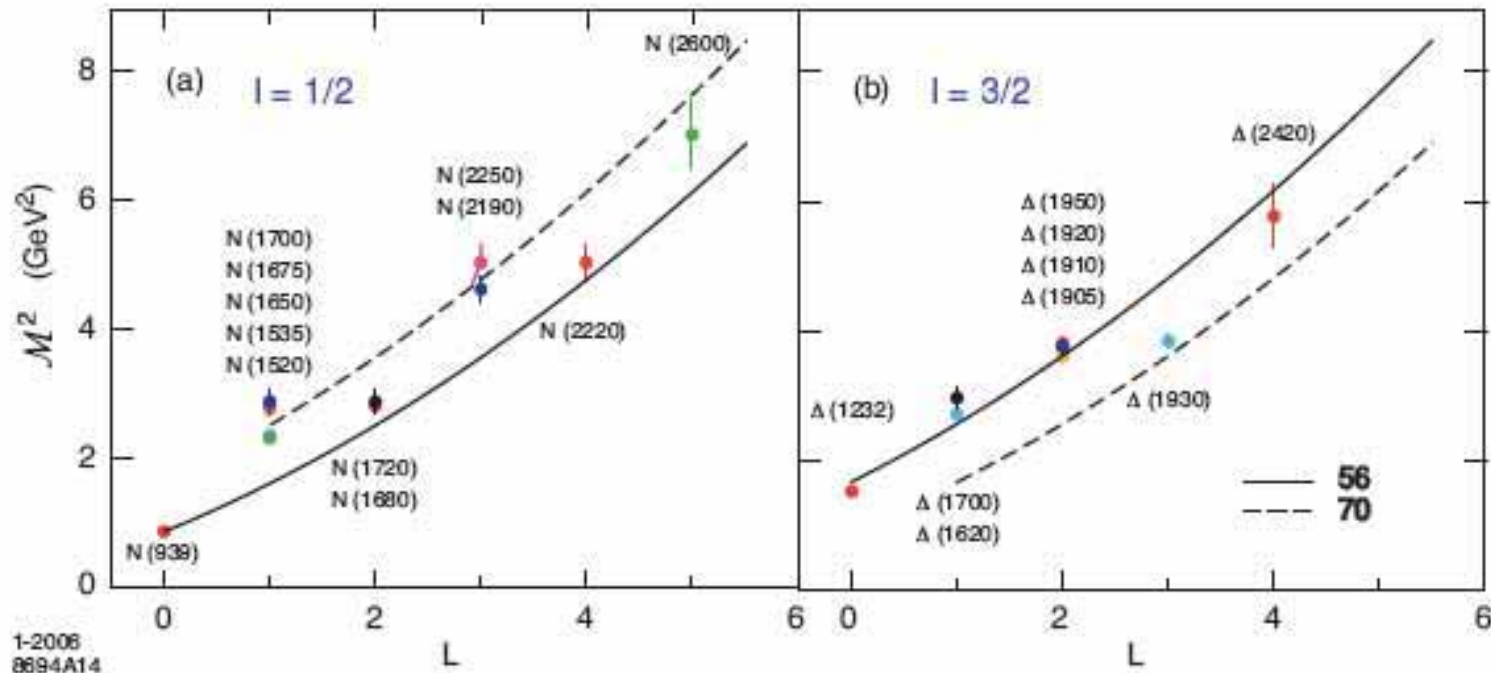 (a)
I = 1/2
N (2600)
N (2250)
N (2190)
N (1700)
N (1675)
N (1650)
N (1535)
N (1520)
N (2220)
N (1720)
N (1680)
N (939)
8
6
4
2
0
ℳ² (GeV²)
0 2 4 6
L
(b)
I = 3/2
Δ (2420)
Δ (1950)
Δ (1920)
Δ (1910)
Δ (1905)
Δ (1232)
Δ (1930)
Δ (1700)
Δ (1620)
56
70
0 2 4 6
L
1-2006
8694A14